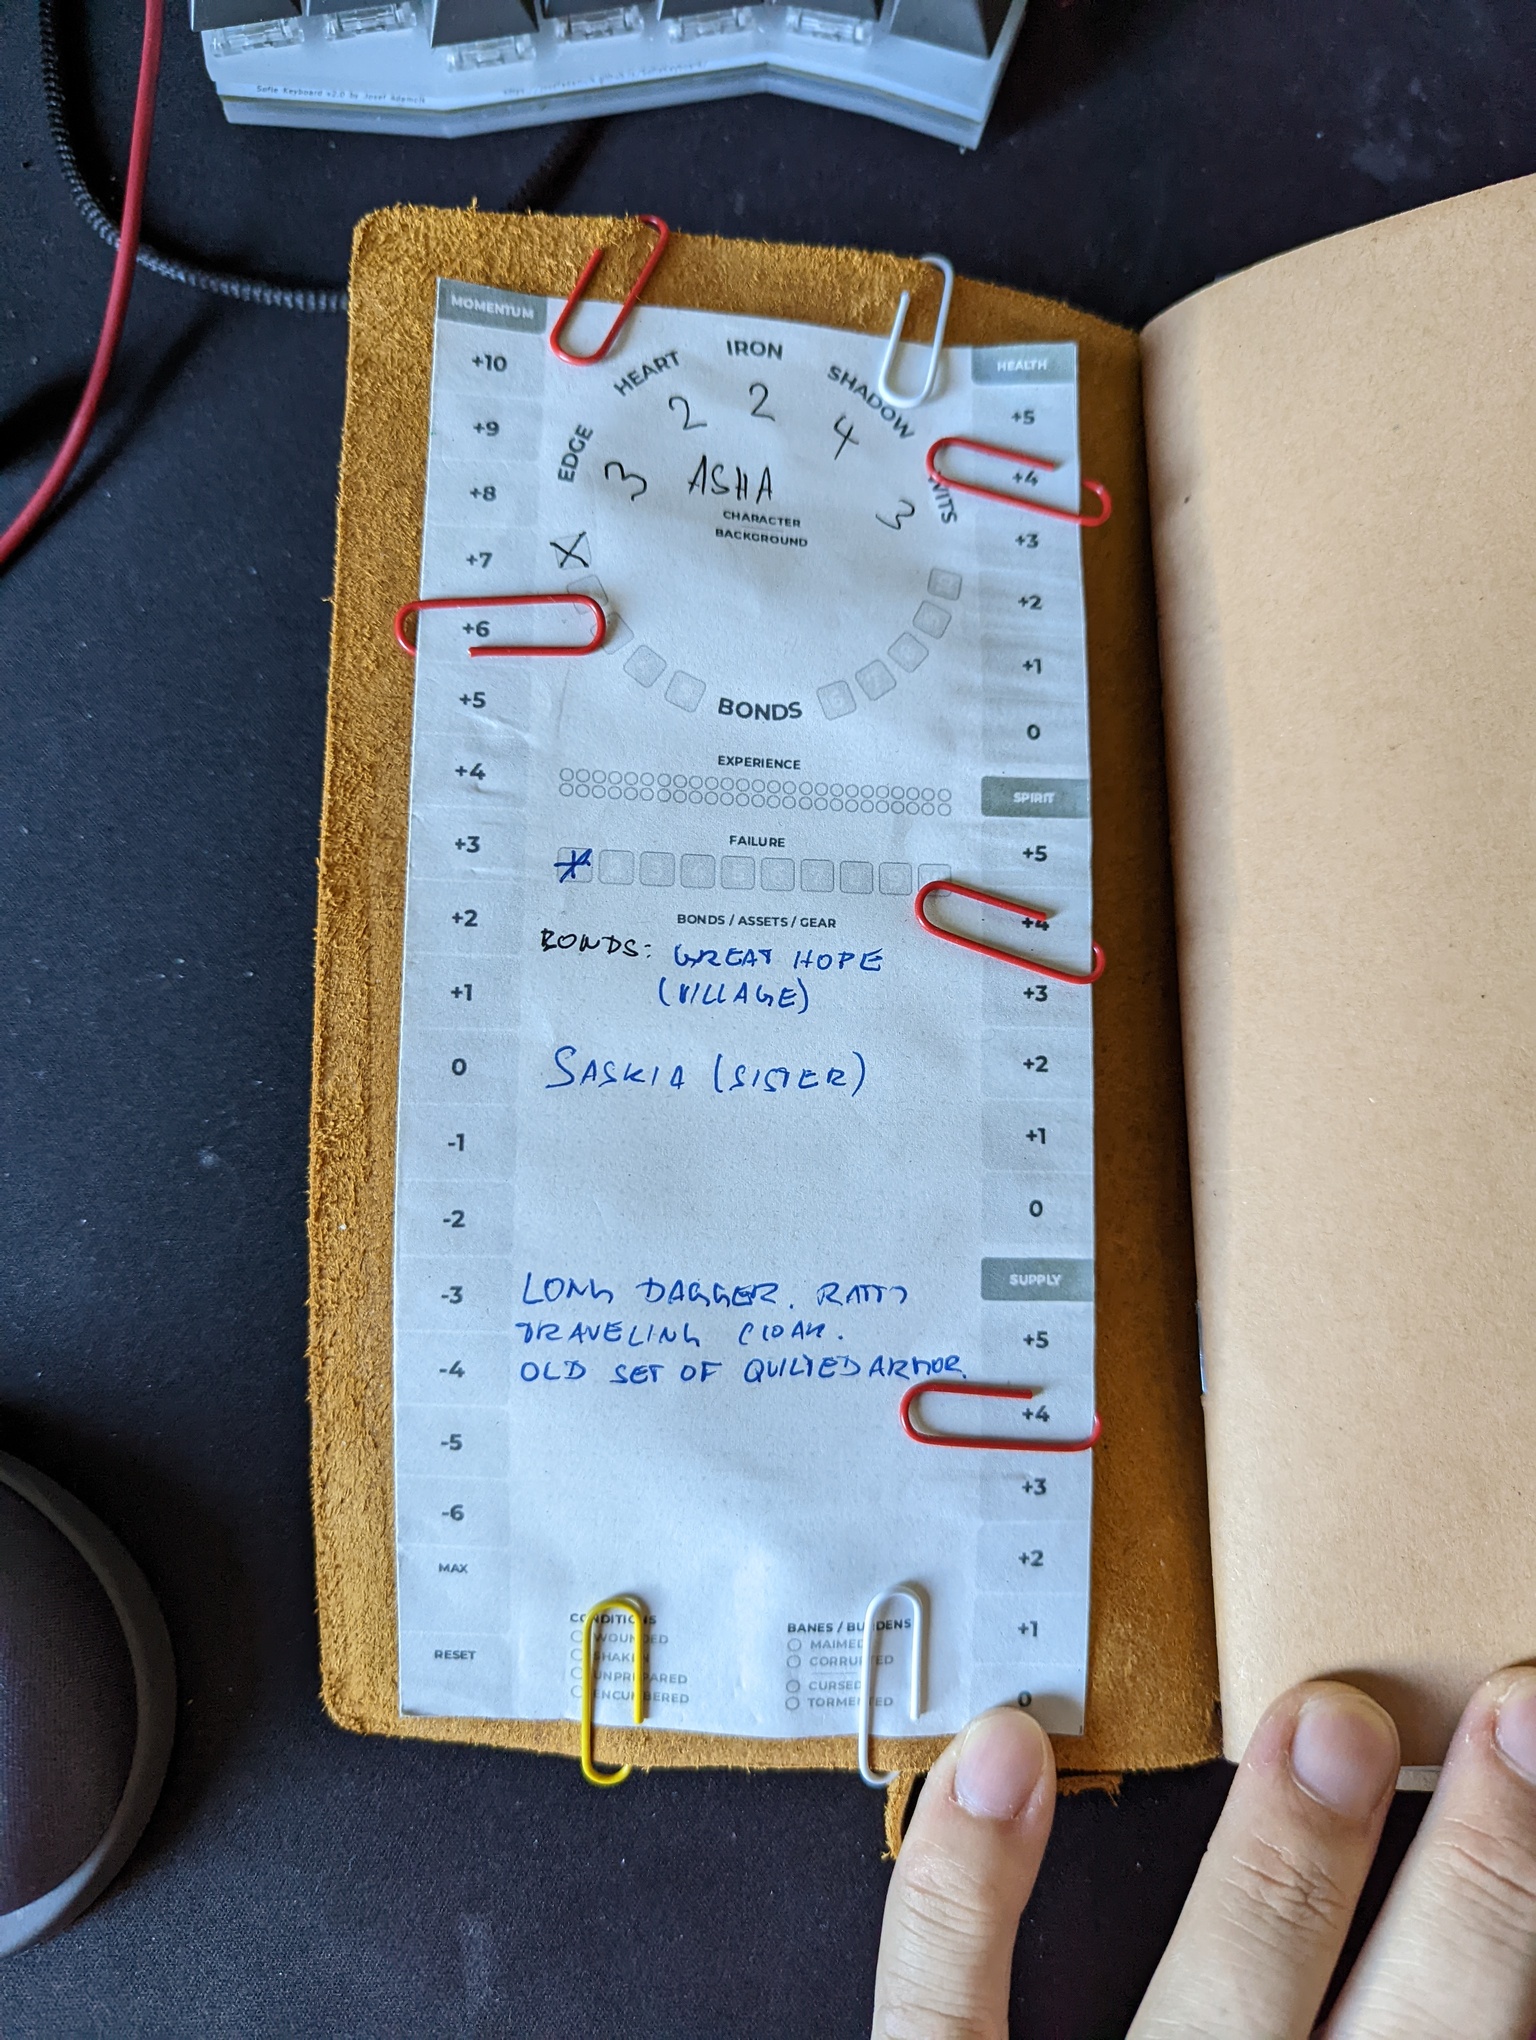 Sofle Keyboard v2.0 by Josef Adamcik
MOMENTUM
+10
+9
+8
+7
+6
+5
+4
+3
+2
+1
0
-1
-2
-3
-4
-5
-6
MAX
RESET
EDGE
HEART
IRON
SHADOW
WITS
3
2
2
4
3
ASHA
CHARACTER
BACKGROUND
BONDS
EXPERIENCE
FAILURE
BONDS / ASSETS / GEAR
BONDS: GREAT HOPE
(VILLAGE)
SASKIA (SISTER)
LONG DAGGER.
TRAVELING CLOAK.
OLD SET OF QUILTED ARMOR.
CONDITIONS
WOUNDED
SHAKEN
UNPREPARED
ENCUMBERED
BANES / BURDENS
MAIMED
CORRUPTED
CURSED
TORMENTED
HEALTH
+5
+4
+3
+2
+1
0
SPIRIT
+5
+4
+3
+2
+1
0
SUPPLY
+5
+4
+3
+2
+1
0